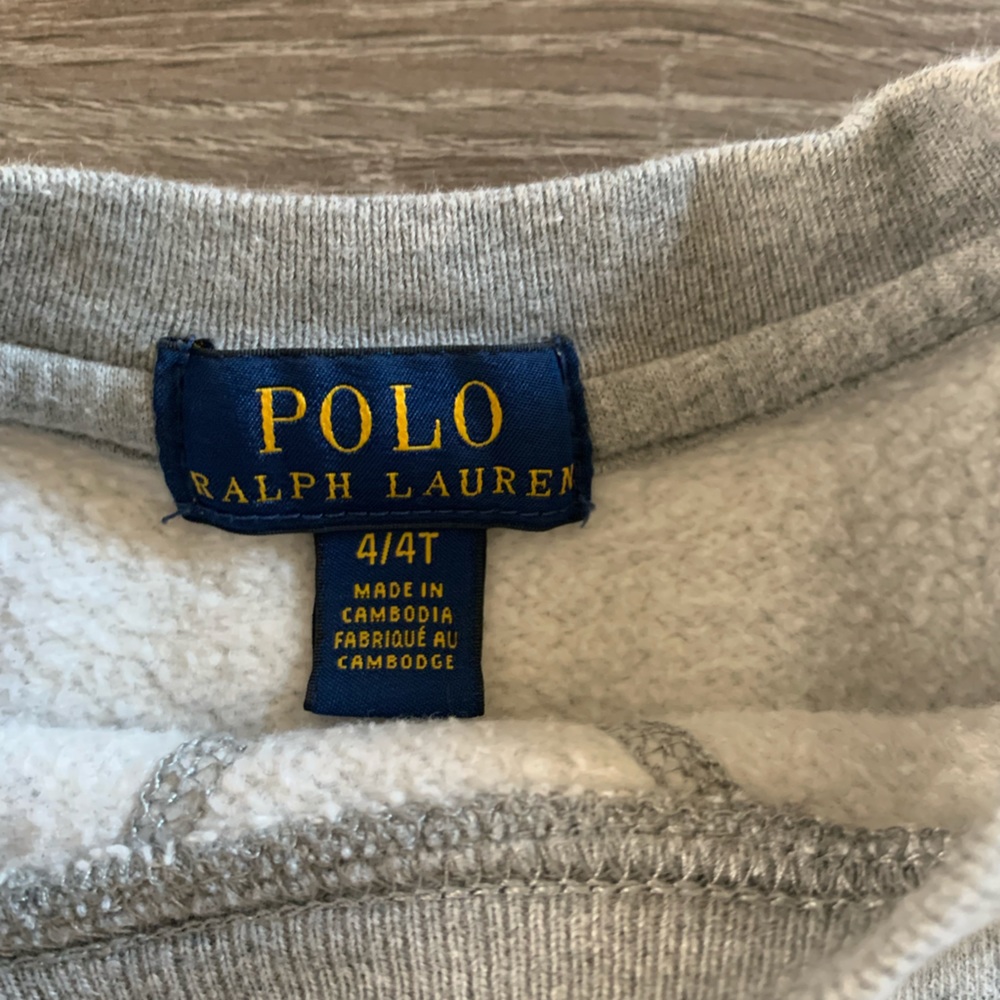 POLO
RALPH LAUREN
4/4T
MADE IN
CAMBODIA
FABRIQUÉ AU
CAMBODGE